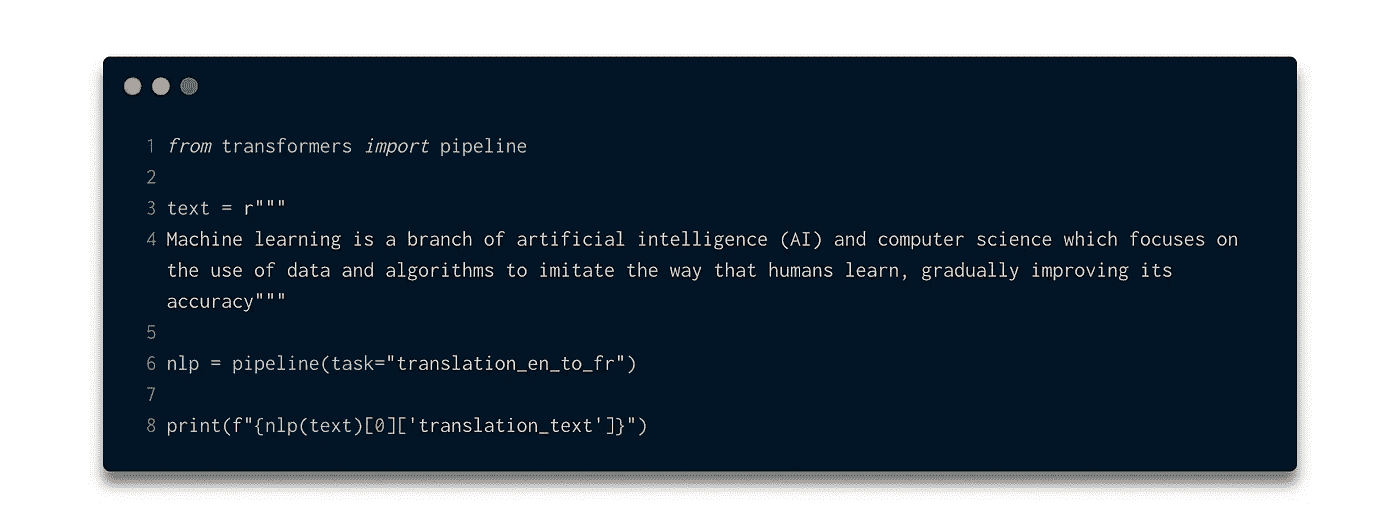 1 from transformers import pipeline
2
3 text = r"""
4 Machine learning is a branch of artificial intelligence (AI) and computer science which focuses on
the use of data and algorithms to imitate the way that humans learn, gradually improving its
accuracy"""
5
6 nlp = pipeline(task="translation_en_to_fr")
7
8 print(f"{nlp(text)[0]['translation_text']}")